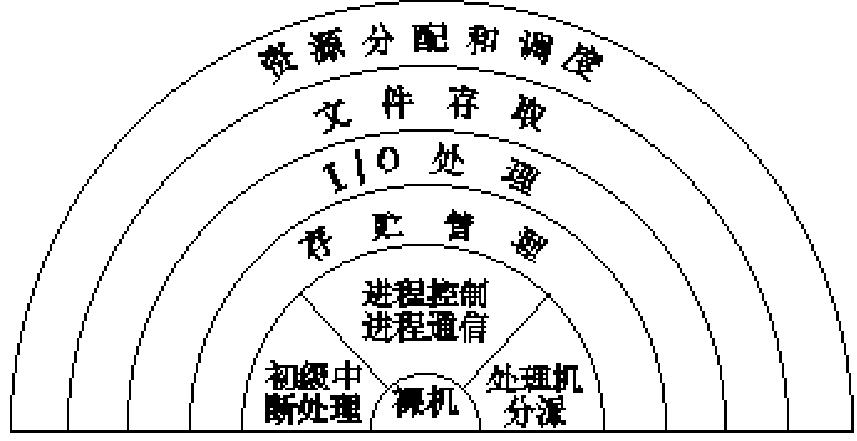 资源分配和调度
文件存取
I/O处理
存贮管理
进程控制
进程通信
初级中
断处理
裸机
处理机
分派